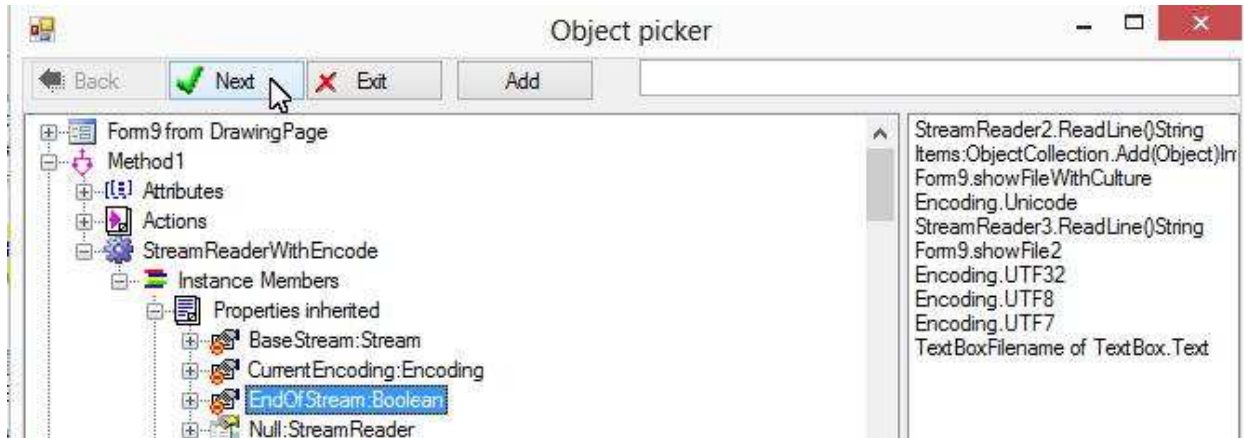 Object picker
Back Next Exit Add
Form9 from DrawingPage
Method1
Attributes
Actions
StreamReaderWithEncode
Instance Members
Properties inherited
BaseStream:Stream
CurrentEncoding:Encoding
EndOfStream:Boolean
Null:StreamReader
StreamReader2.ReadLine()String
Items:ObjectCollection.Add(Object)In
Form9.showFileWithCulture
Encoding.Unicode
StreamReader3.ReadLine()String
Form9.showFile2
Encoding.UTF32
Encoding.UTF8
Encoding.UTF7
TextBoxFilename of TextBox.Text